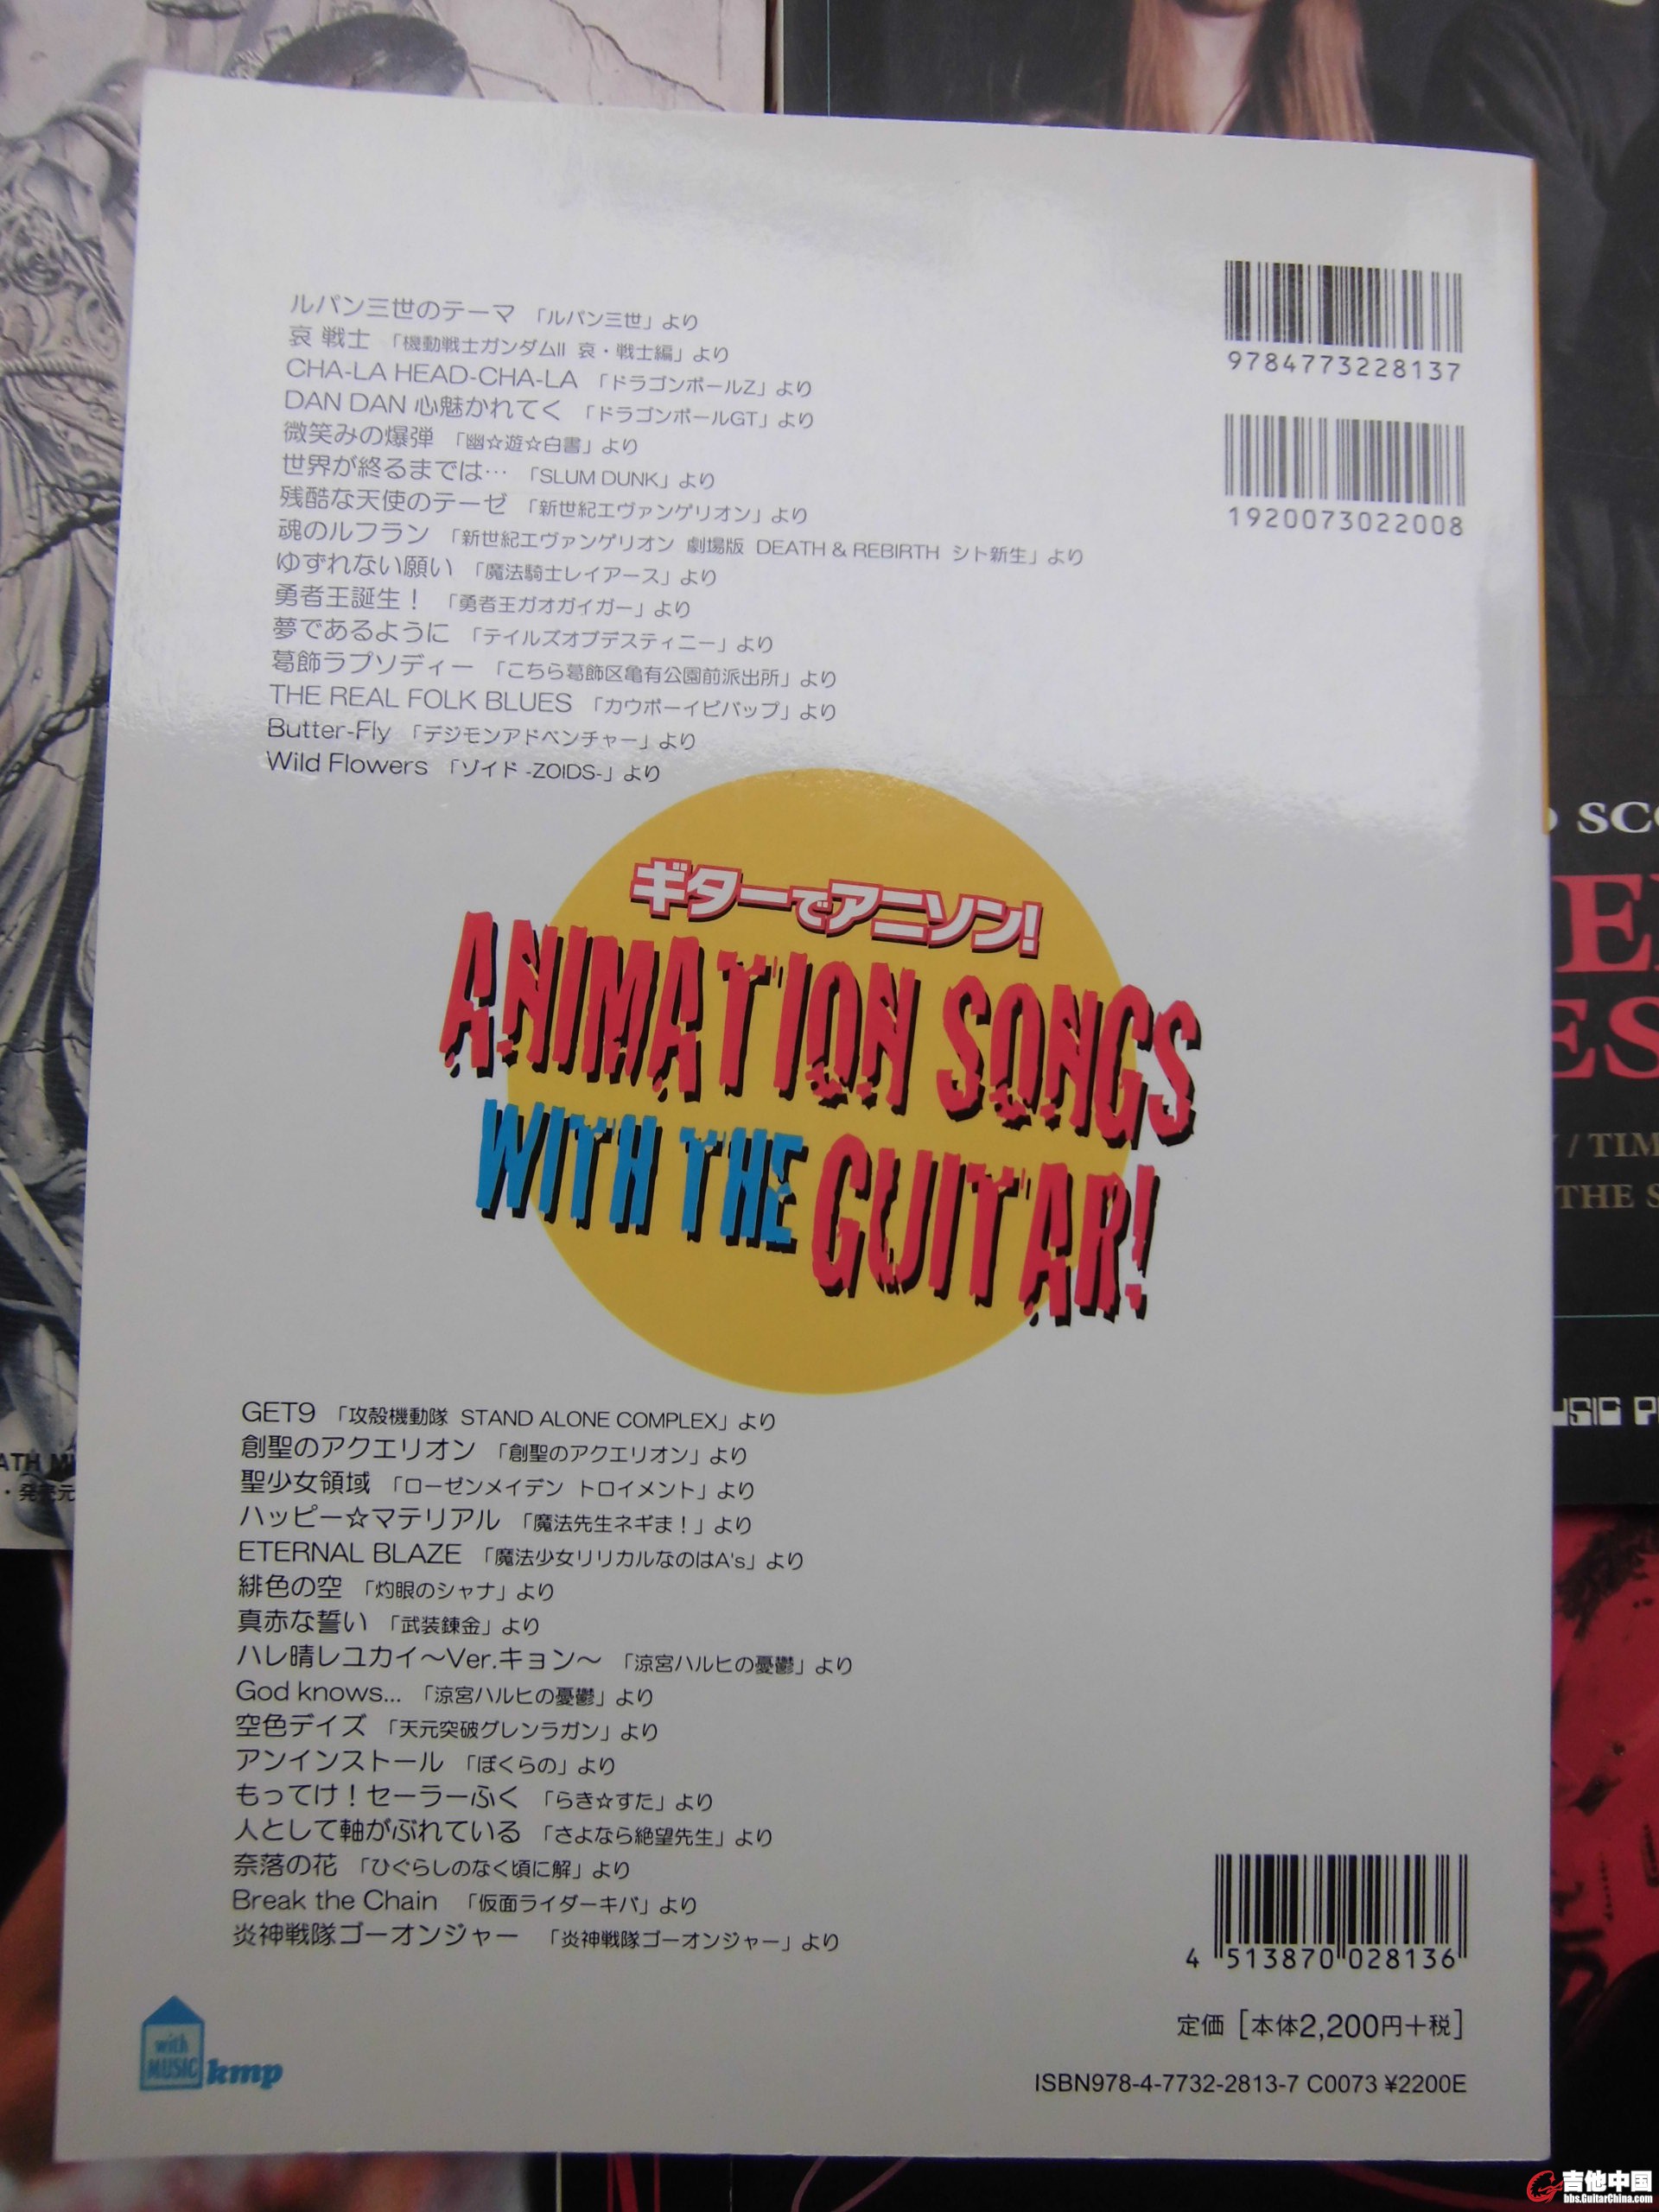 ルパン三世のテーマ 「ルパン三世」より
哀 戦士 「機動戦士ガンダムII 哀・戦士編」より
CHA-LA HEAD-CHA-LA 「ドラゴンボールZ」より
DAN DAN 心魅かれてく 「ドラゴンボールGT」より
微笑みの爆弾 「幽☆遊☆白書」より
世界が終るまでは… 「SLUM DUNK」より
残酷な天使のテーゼ 「新世紀エヴァンゲリオン」より
魂のルフラン 「新世紀エヴァンゲリオン 劇場版 DEATH & REBIRTH シト新生」より
ゆずれない願い 「魔法騎士レイアース」より
勇者王誕生！ 「勇者王ガオガイガー」より
夢であるように 「テイルズオブデスティニー」より
葛飾ラプソディー 「こちら葛飾区亀有公園前派出所」より
THE REAL FOLK BLUES 「カウボーイビバップ」より
Butter-Fly 「デジモンアドベンチャー」より
Wild Flowers 「ゾイド -ZOIDS-」より
9784773228137
1920073022008
ギターでアニソン!
ANIMATION SONGS
WITH THE GUITAR!
GET9 「攻殻機動隊 STAND ALONE COMPLEX」より
創聖のアクエリオン 「創聖のアクエリオン」より
聖少女領域 「ローゼンメイデン トロイメント」より
ハッピー☆マテリアル 「魔法先生ネギま！」より
ETERNAL BLAZE 「魔法少女リリカルなのはA's」より
緋色の空 「灼眼のシャナ」より
真赤な誓い 「武装錬金」より
ハレ晴レユカイ〜Ver.キョン〜 「涼宮ハルヒの憂鬱」より
God knows... 「涼宮ハルヒの憂鬱」より
空色デイズ 「天元突破グレンラガン」より
アンインストール 「ぼくらの」より
もってけ！セーラーふく 「らき☆すた」より
人として軸がぶれている 「さよなら絶望先生」より
奈落の花 「ひぐらしのなく頃に解」より
Break the Chain 「仮面ライダーキバ」より
炎神戦隊ゴーオンジャー 「炎神戦隊ゴーオンジャー」より
4 513870 028136
定価［本体2,200円＋税］
ISBN978-4-7732-2813-7 C0073 ¥2200E
with
MUSIC kmp
SC
E
ES
/ TIM
THE S
USIC P
ATH M
・発売元
吉他中国
bbs.GuitarChina.com